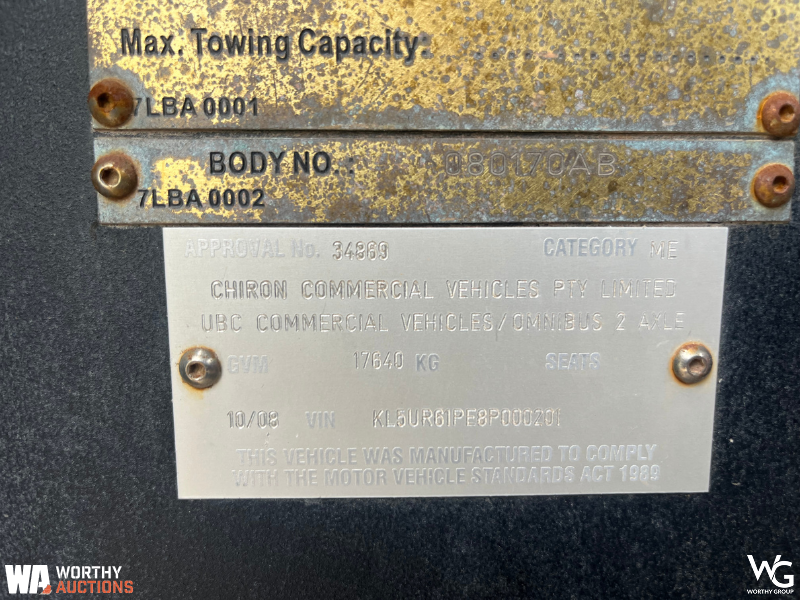 Max. Towing Capacity:
7LBA 0001
BODY NO. : 080170AB
7LBA 0002
APPROVAL No. 34869 CATEGORY ME
CHIRON COMMERCIAL VEHICLES PTY LIMITED
UBC COMMERCIAL VEHICLES/OMNIBUS 2 AXLE
GVM 17640 KG SEATS
10/08 VIN KL5UR61PE8P000201
THIS VEHICLE WAS MANUFACTURED TO COMPLY
WITH THE MOTOR VEHICLE STANDARDS ACT 1989
WA WORTHY AUCTIONS
WG
WORTHY GROUP